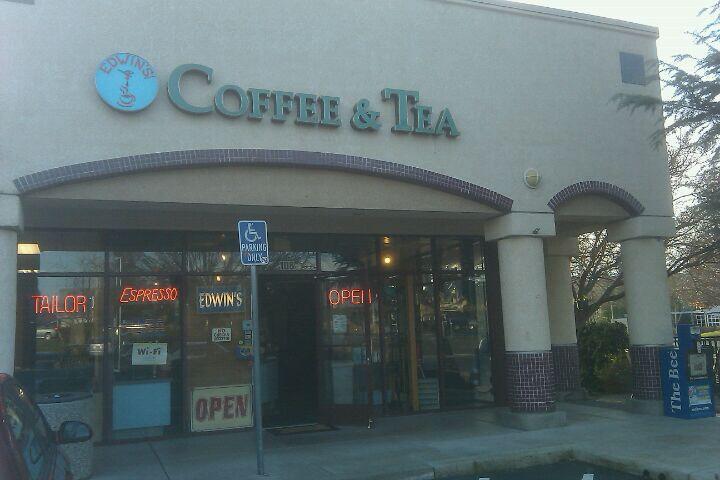 EDWIN'S
COFFEE & TEA
PARKING
ONLY
TAILOR
ESPRESSO
EDWIN'S
OPEN
Wi-Fi
OPEN
The Bee